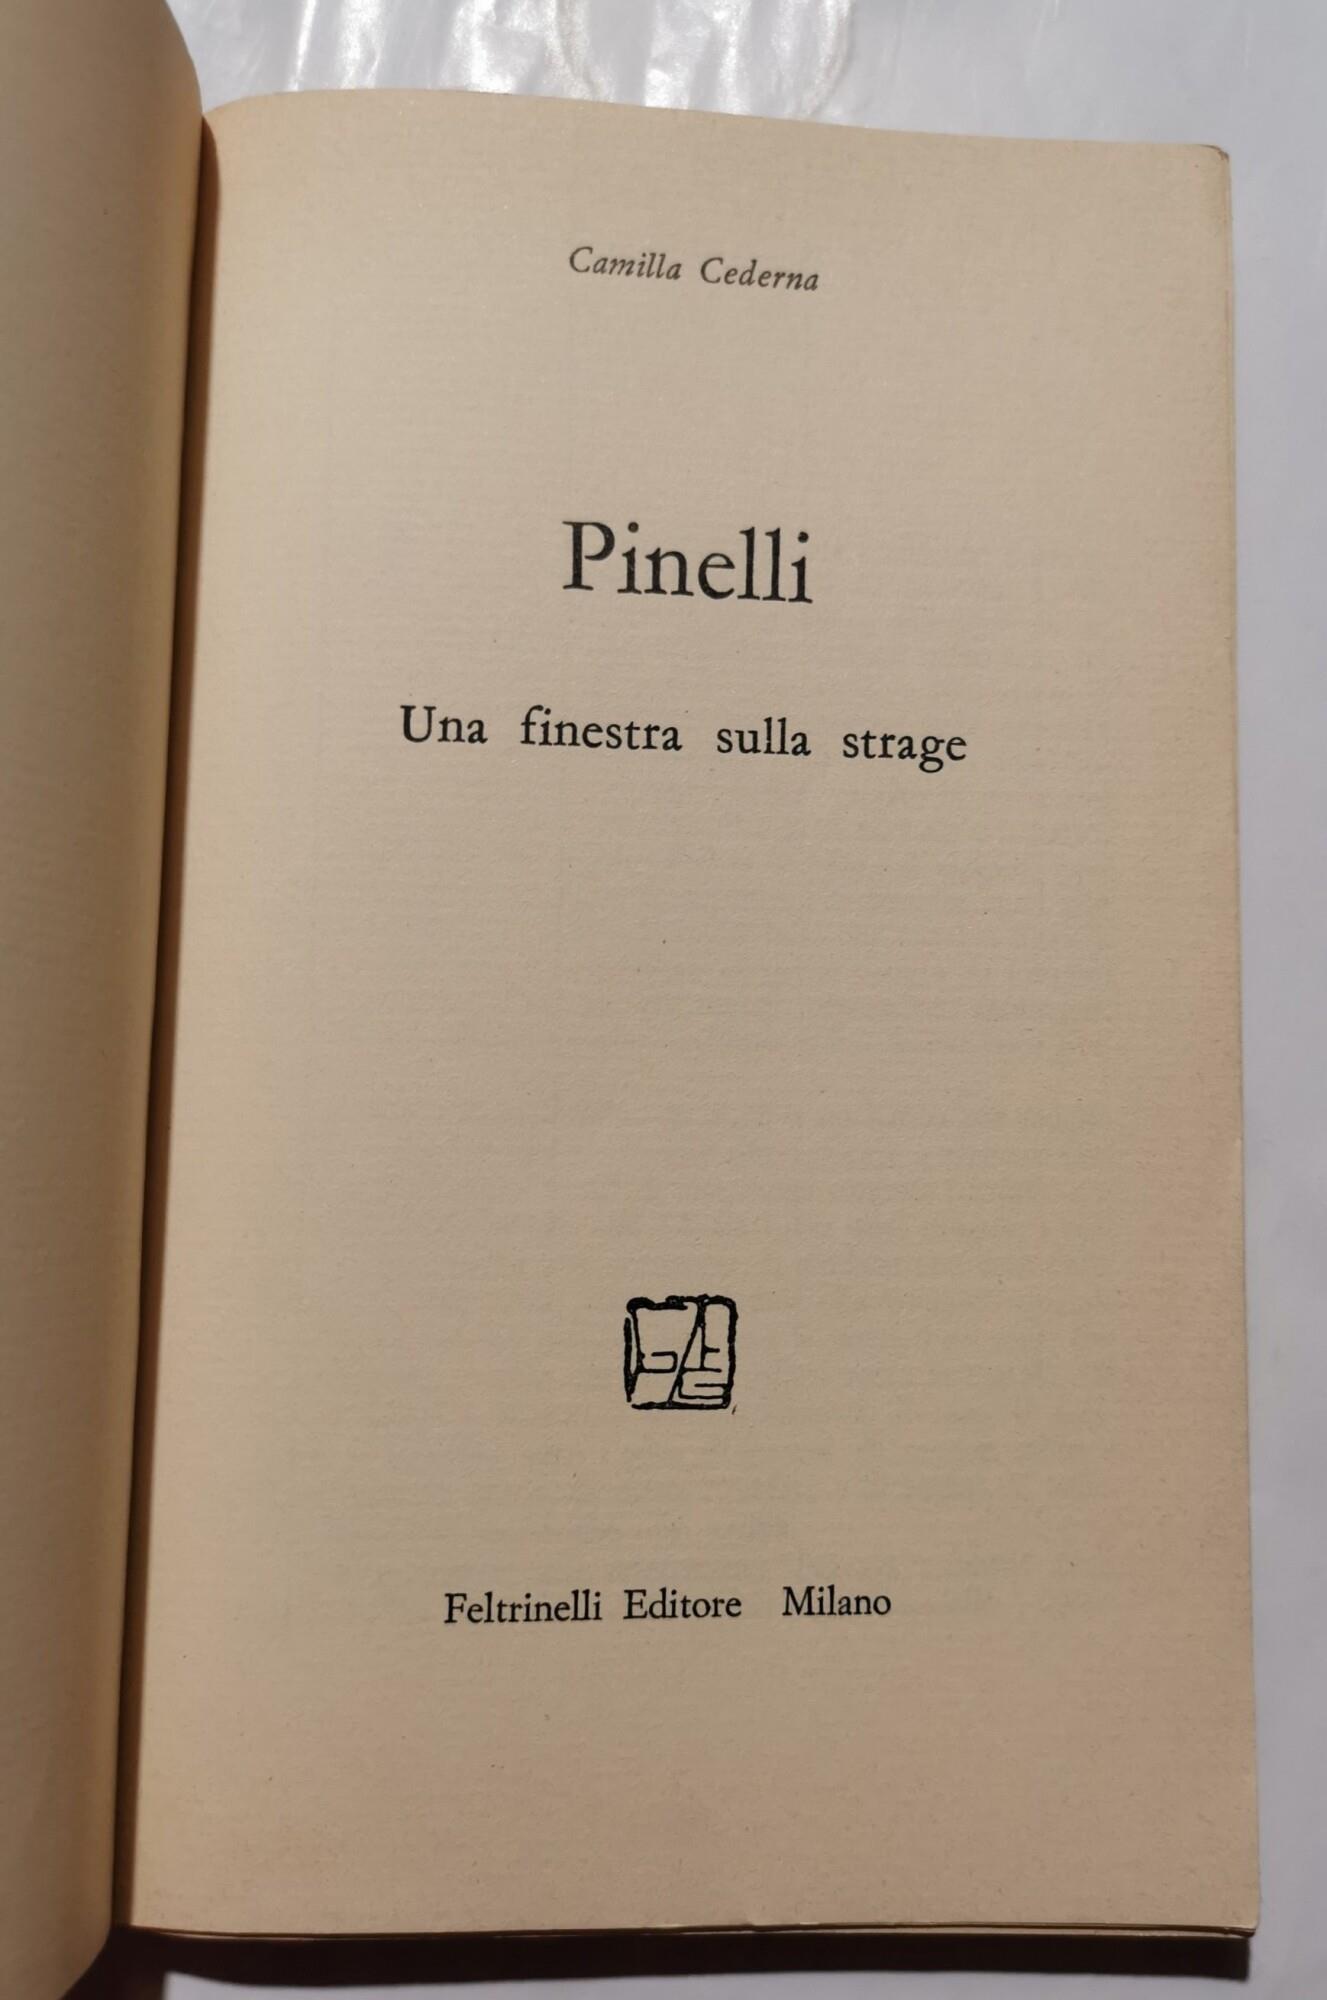 Camilla Cederna
Pinelli
Una finestra sulla strage
Feltrinelli Editore Milano